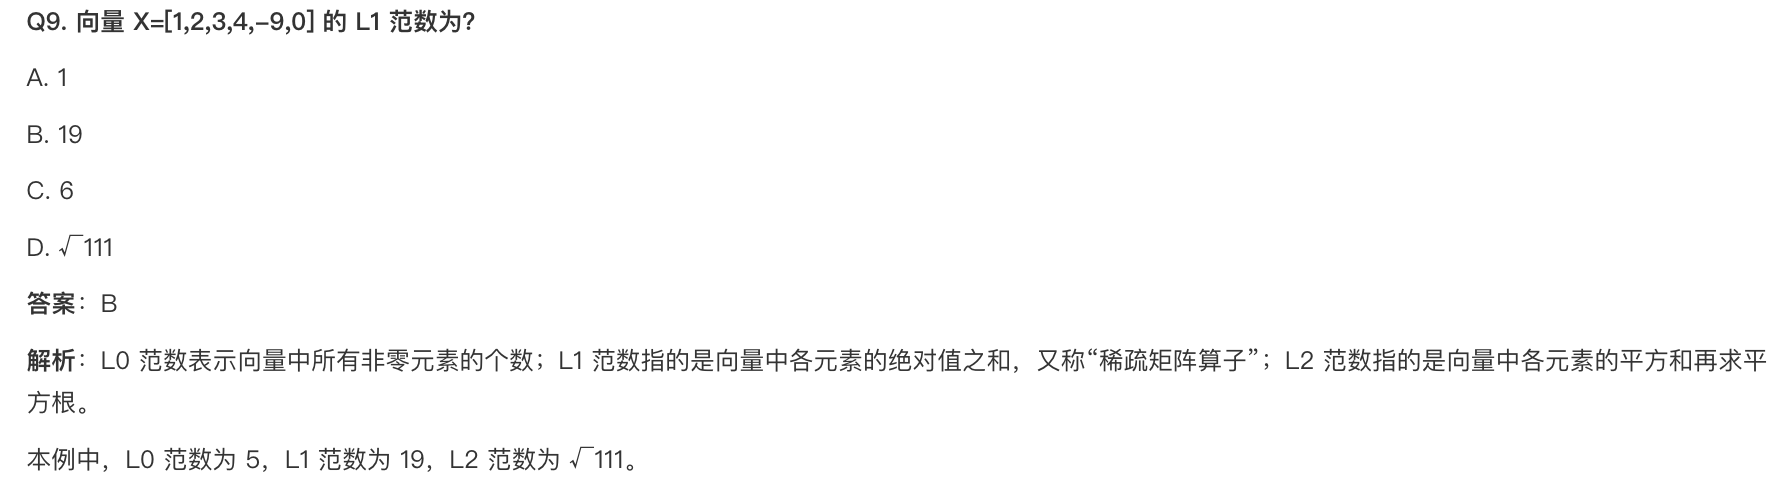 Q9. 向量 X=[1,2,3,4,-9,0] 的 L1 范数为?
A. 1
B. 19
C. 6
D. √111
答案：B
解析：L0 范数表示向量中所有非零元素的个数；L1 范数指的是向量中各元素的绝对值之和，又称“稀疏矩阵算子”；L2 范数指的是向量中各元素的平方和再求平
方根。
本例中，L0 范数为 5，L1 范数为 19，L2 范数为 √111。